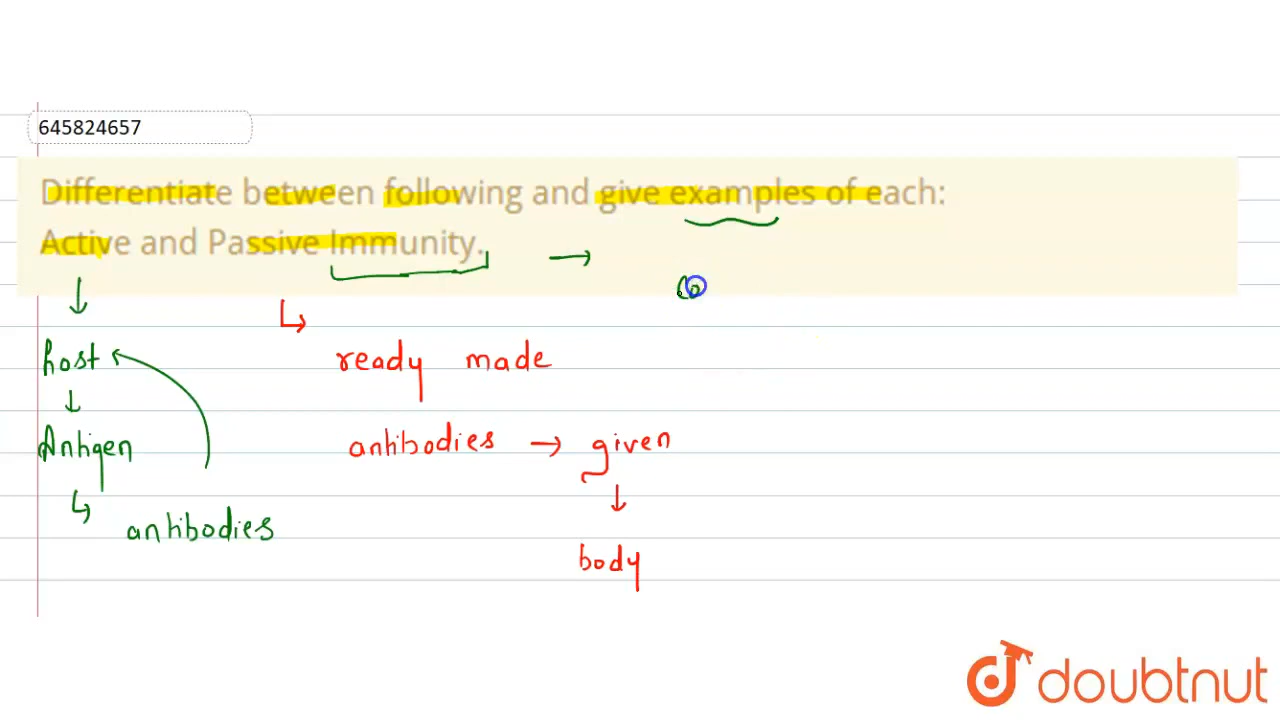 645824657
Differentiate between following and give examples of each:
Active and Passive Immunity.
host
ready made
Antigen
antibodies → given
antibodies
body
doubtnut